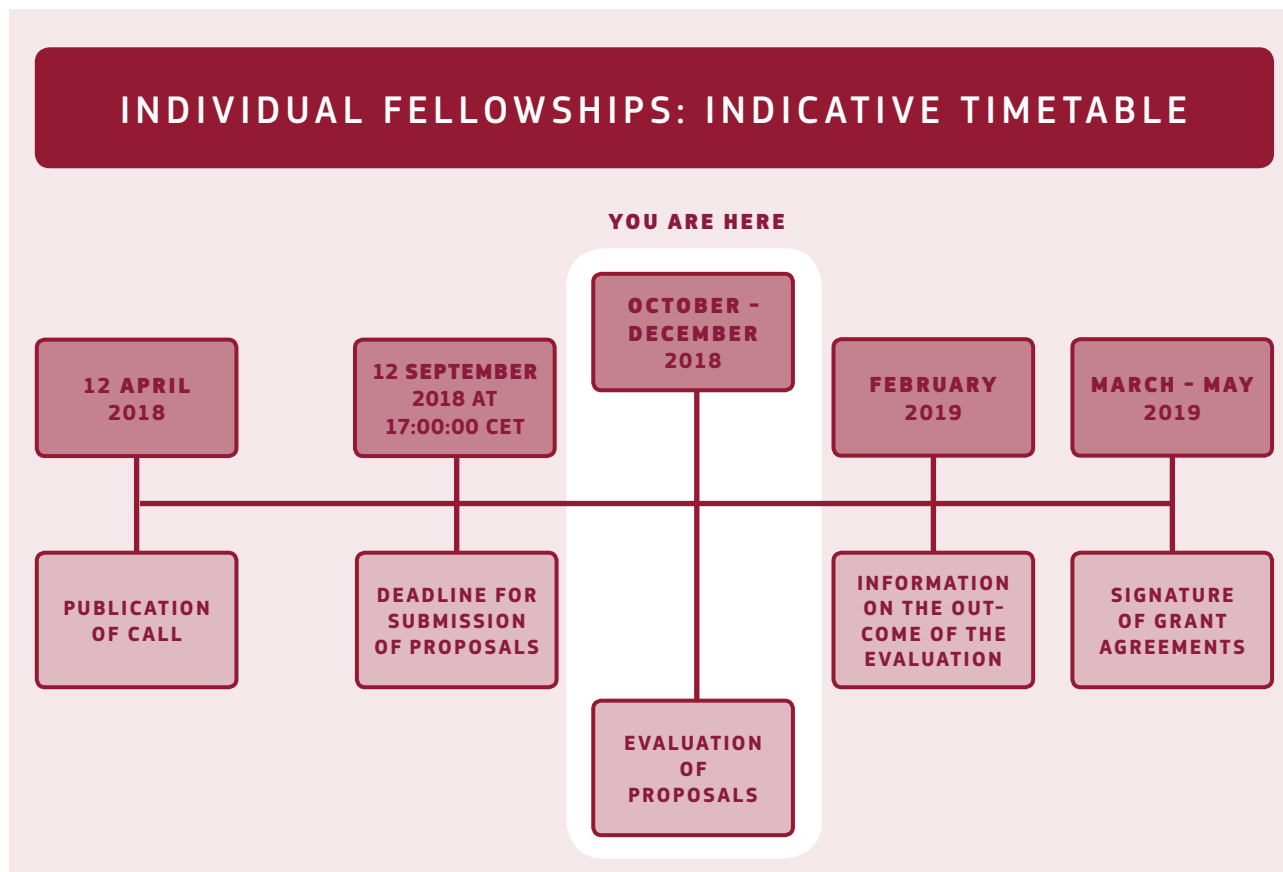 INDIVIDUAL FELLOWSHIPS: INDICATIVE TIMETABLE
YOU ARE HERE
12 APRIL
2018
12 SEPTEMBER
2018 AT
17:00:00 CET
OCTOBER -
DECEMBER
2018
FEBRUARY
2019
MARCH - MAY
2019
PUBLICATION
OF CALL
DEADLINE FOR
SUBMISSION
OF PROPOSALS
EVALUATION
OF
PROPOSALS
INFORMATION
ON THE OUT-
COME OF THE
EVALUATION
SIGNATURE
OF GRANT
AGREEMENTS